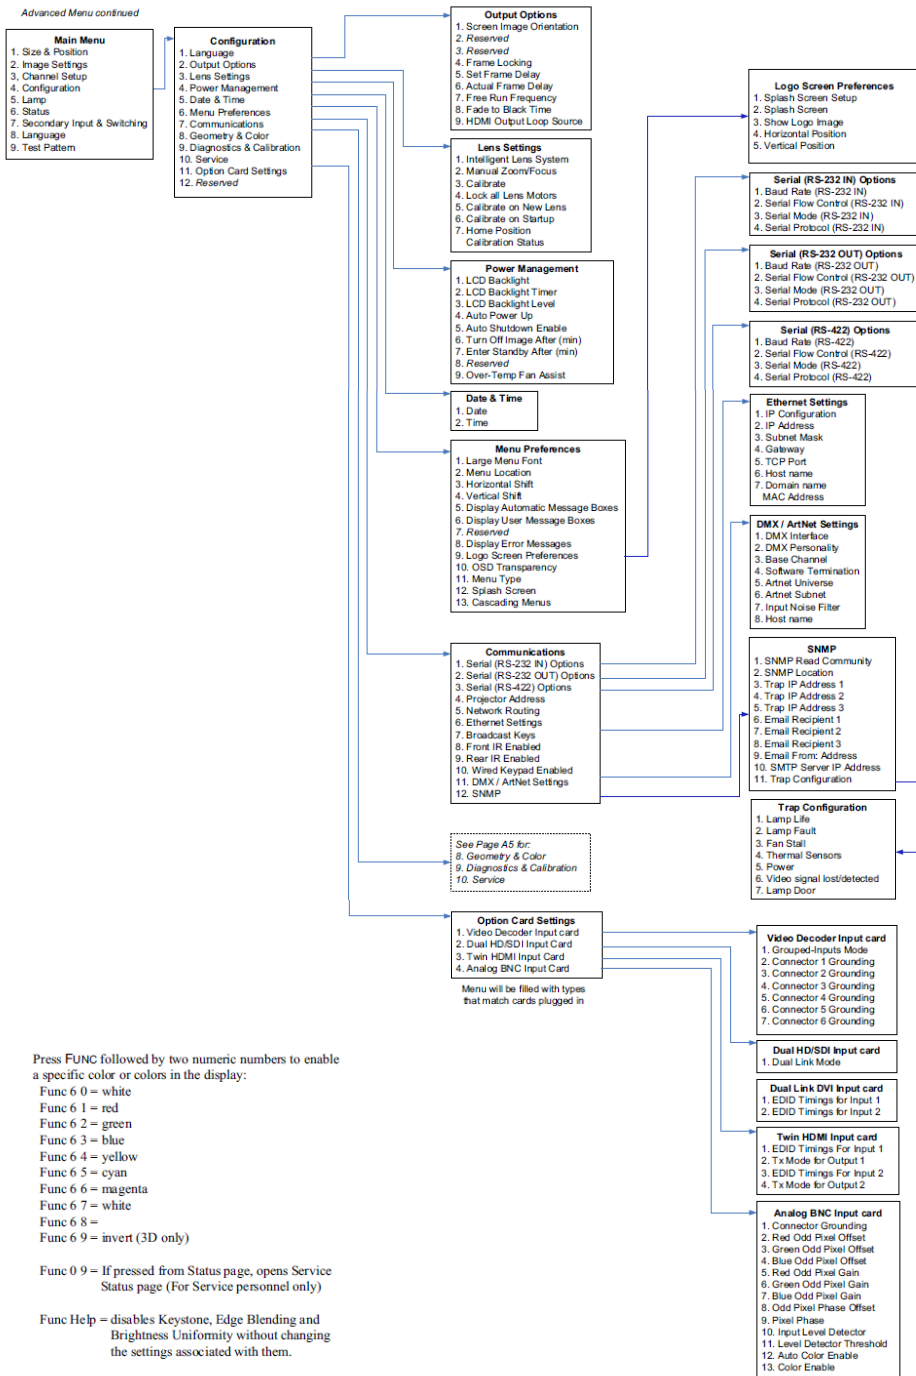 Advanced Menu continued
Main Menu
1. Size & Position
2. Image Settings
3, Channel Setup
4. Configuration
5. Lamp
6. Status
7. Secondary Input & Switching
8. Language
9. Test Pattern
Configuration
1. Language
2. Output Options
3. Lens Settings
4. Power Management
5. Date & Time
6. Menu Preferences
7. Communications
8. Geometry & Color
9. Diagnostics & Calibration
10. Service
11. Option Card Settings
12. Reserved
Output Options
1. Screen Image Orientation
2. Reserved
3. Reserved
4. Frame Locking
5. Set Frame Delay
6. Actual Frame Delay
7. Free Run Frequency
8. Fade to Black Time
9. HDMI Output Loop Source
Lens Settings
1. Intelligent Lens System
2. Manual Zoom/Focus
3. Calibrate
4. Lock all Lens Motors
5. Calibrate on New Lens
6. Calibrate on Startup
7. Home Position
Calibration Status
Power Management
1. LCD Backlight
2. LCD Backlight Timer
3. LCD Backlight Level
4. Auto Power Up
5. Auto Shutdown Enable
6. Turn Off Image After (min)
7. Enter Standby After (min)
8. Reserved
9. Over-Temp Fan Assist
Date & Time
1. Date
2. Time
Menu Preferences
1. Large Menu Font
2. Menu Location
3. Horizontal Shift
4. Vertical Shift
5. Display Automatic Message Boxes
6. Display User Message Boxes
7. Reserved
8. Display Error Messages
9. Logo Screen Preferences
10. OSD Transparency
11. Menu Type
12. Splash Screen
13. Cascading Menus
Communications
1. Serial (RS-232 IN) Options
2. Serial (RS-232 OUT) Options
3. Serial (RS-422) Options
4. Projector Address
5. Network Routing
6. Ethernet Settings
7. Broadcast Keys
8. Front IR Enabled
9. Rear IR Enabled
10. Wired Keypad Enabled
11. DMX / ArtNet Settings
12. SNMP
See Page A5 for:
8. Geometry & Color
9. Diagnostics & Calibration
10. Service
Option Card Settings
1. Video Decoder Input card
2. Dual HD/SDI Input Card
3. Twin HDMI Input Card
4. Analog BNC Input Card
Menu will be filled with types
that match cards plugged in
Logo Screen Preferences
1. Splash Screen Setup
2. Splash Screen
3. Show Logo Image
4. Horizontal Position
5. Vertical Position
Serial (RS-232 IN) Options
1. Baud Rate (RS-232 IN)
2. Serial Flow Control (RS-232 IN)
3. Serial Mode (RS-232 IN)
4. Serial Protocol (RS-232 IN)
Serial (RS-232 OUT) Options
1. Baud Rate (RS-232 OUT)
2. Serial Flow Control (RS-232 OUT)
3. Serial Mode (RS-232 OUT)
4. Serial Protocol (RS-232 OUT)
Serial (RS-422) Options
1. Baud Rate (RS-422)
2. Serial Flow Control (RS-422)
3. Serial Mode (RS-422)
4. Serial Protocol (RS-422)
Ethernet Settings
1. IP Configuration
2. IP Address
3. Subnet Mask
4. Gateway
5. TCP Port
6. Host name
7. Domain name
MAC Address
DMX / ArtNet Settings
1. DMX Interface
2. DMX Personality
3. Base Channel
4. Software Termination
5. Artnet Universe
6. Artnet Subnet
7. Input Noise Filter
8. Host name
SNMP
1. SNMP Read Community
2. SNMP Location
3. Trap IP Address 1
4. Trap IP Address 2
5. Trap IP Address 3
6. Email Recipient 1
7. Email Recipient 2
8. Email Recipient 3
9. Email From: Address
10. SMTP Server IP Address
11. Trap Configuration
Trap Configuration
1. Lamp Life
2. Lamp Fault
3. Fan Stall
4. Thermal Sensors
5. Power
6. Video signal lost/detected
7. Lamp Door
Video Decoder Input card
1. Grouped-Inputs Mode
2. Connector 1 Grounding
3. Connector 2 Grounding
4. Connector 3 Grounding
5. Connector 4 Grounding
6. Connector 5 Grounding
7. Connector 6 Grounding
Dual HD/SDI Input card
1. Dual Link Mode
Dual Link DVI Input card
1. EDID Timings for Input 1
2. EDID Timings for Input 2
Twin HDMI Input card
1. EDID Timings For Input 1
2. Tx Mode for Output 1
3. EDID Timings For Input 2
4. Tx Mode for Output 2
Analog BNC Input card
1. Connector Grounding
2. Red Odd Pixel Offset
3. Green Odd Pixel Offset
4. Blue Odd Pixel Offset
5. Red Odd Pixel Gain
6. Green Odd Pixel Gain
7. Blue Odd Pixel Gain
8. Odd Pixel Phase Offset
9. Pixel Phase
10. Input Level Detector
11. Level Detector Threshold
12. Auto Color Enable
13. Color Enable
Press FUNC followed by two numeric numbers to enable
a specific color or colors in the display:
Func 6 0 = white
Func 6 1 = red
Func 6 2 = green
Func 6 3 = blue
Func 6 4 = yellow
Func 6 5 = cyan
Func 6 6 = magenta
Func 6 7 = white
Func 6 8 =
Func 6 9 = invert (3D only)
Func 0 9 = If pressed from Status page, opens Service
Status page (For Service personnel only)
Func Help = disables Keystone, Edge Blending and
Brightness Uniformity without changing
the settings associated with them.